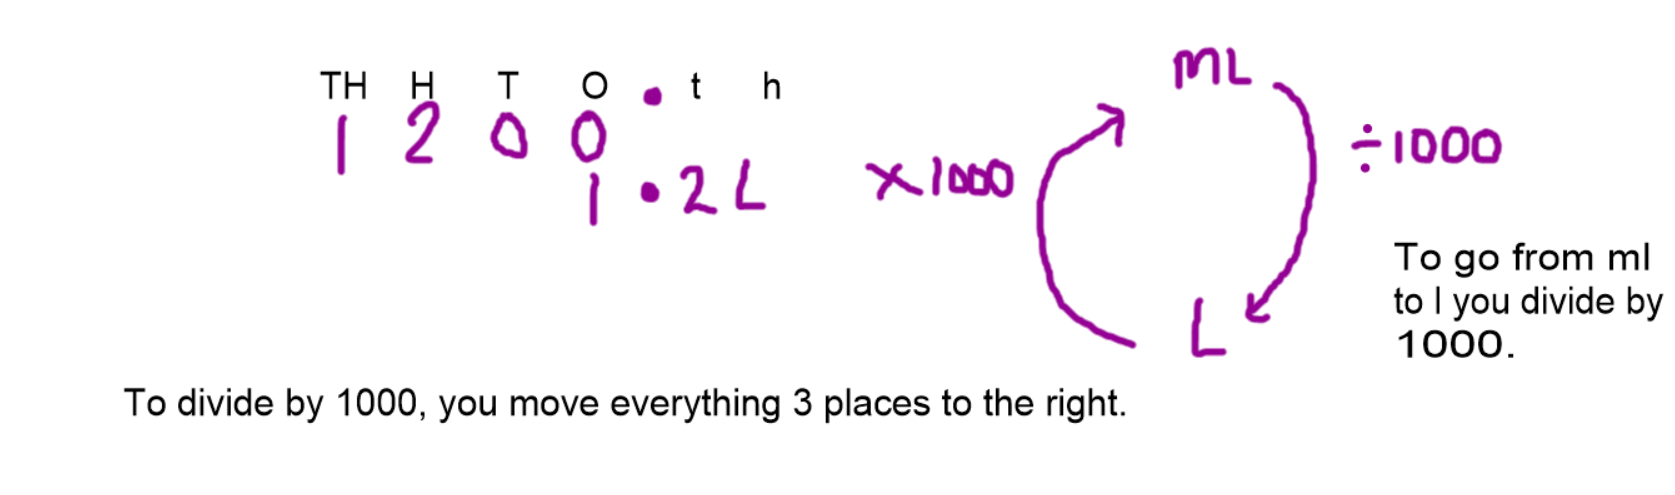 TH H T O . t h
1 2 0 0
1 . 2 L
mL
÷1000
×1000
L
To go from ml
to l you divide by
1000.
To divide by 1000, you move everything 3 places to the right.